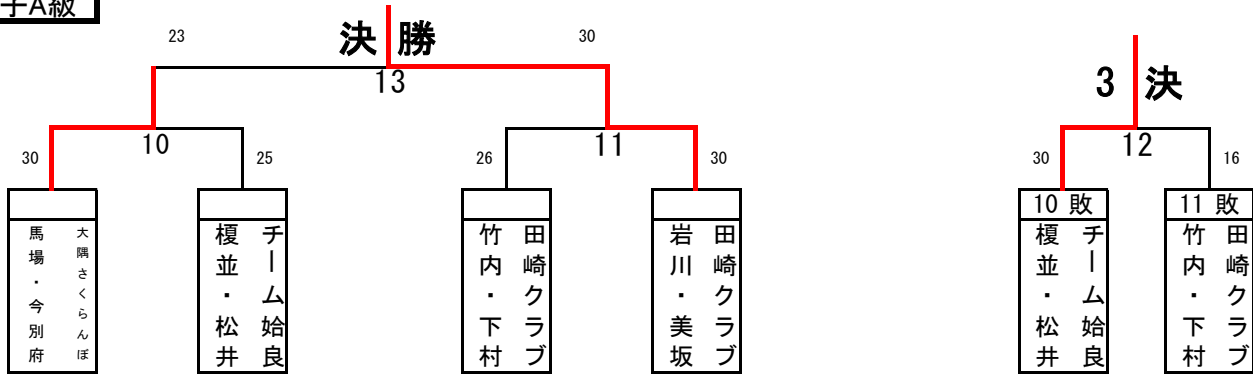 子A級
23
決勝
30
13
3決
30
10
25
26
11
30
30
12
16
10 敗
11 敗
大隅さくらんぼ
馬場・今別府
チーム姶良
榎並・松井
田崎クラブ
竹内・下村
田崎クラブ
岩川・美坂
チーム姶良
榎並・松井
田崎クラブ
竹内・下村